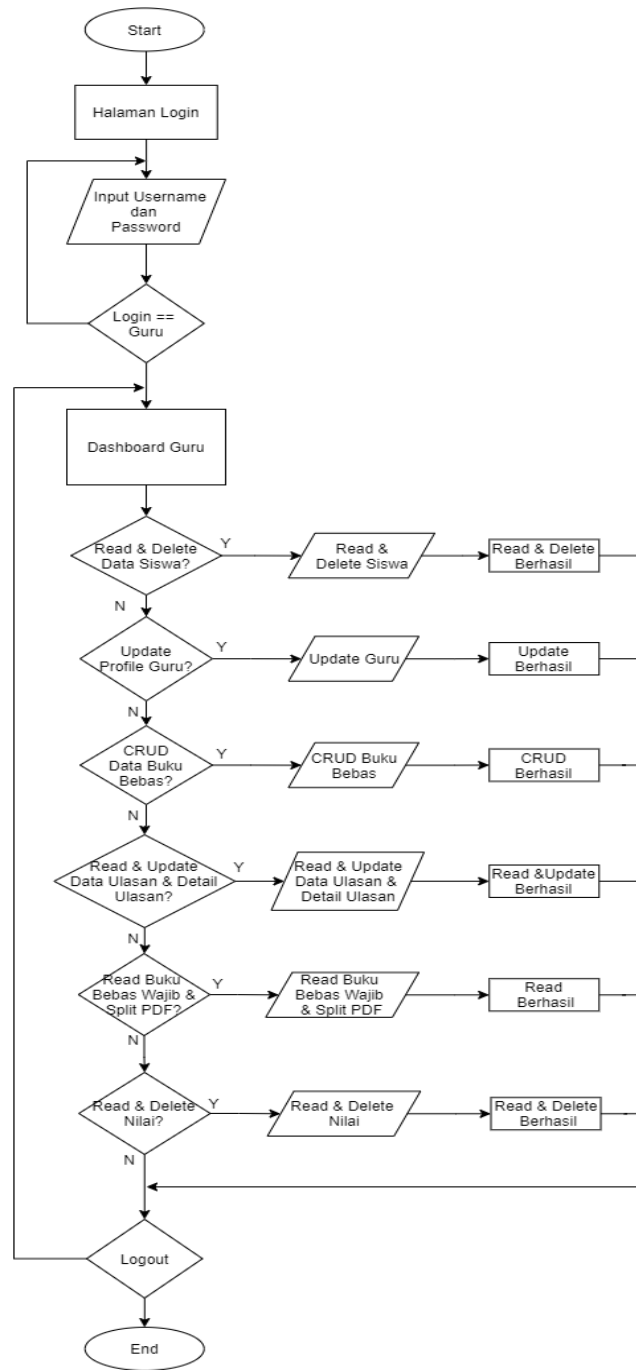 Start
Halaman Login
Input Username
dan
Password
Login ==
Guru
Dashboard Guru
Read & Delete
Data Siswa?
Y
Read &
Delete Siswa
Read & Delete
Berhasil
N
Update
Profile Guru?
Y
Update Guru
Update
Berhasil
N
CRUD
Data Buku
Bebas?
Y
CRUD Buku
Bebas
CRUD
Berhasil
N
Read & Update
Data Ulasan & Detail
Ulasan?
Y
Read & Update
Data Ulasan &
Detail Ulasan
Read &Update
Berhasil
N
Read Buku
Bebas Wajib &
Split PDF?
Y
Read Buku
Bebas Wajib
& Split PDF
Read
Berhasil
N
Read & Delete
Nilai?
Y
Read & Delete
Nilai
Read & Delete
Berhasil
N
Logout
End